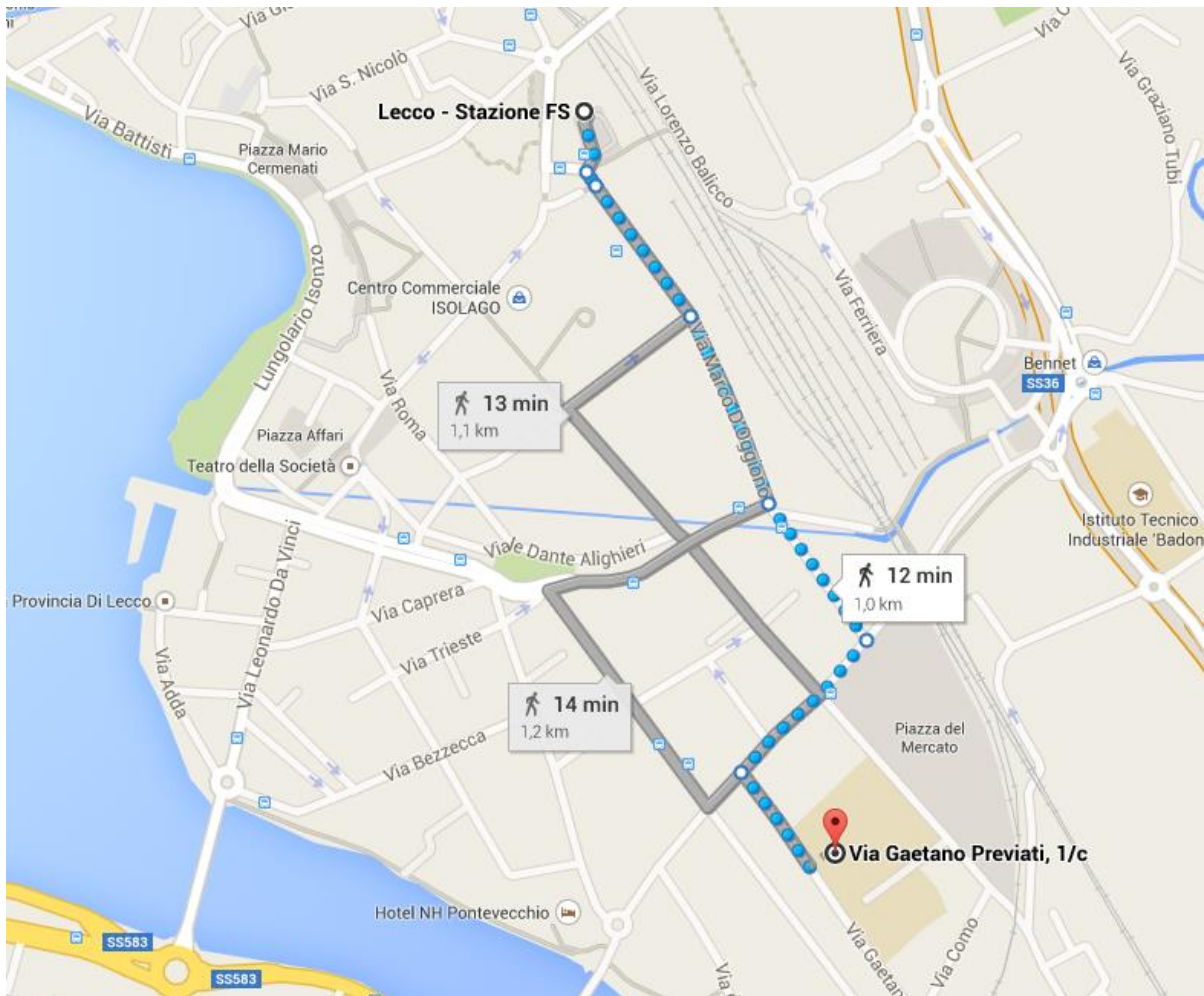 Via S. Nicolò
Via Battisti
Lecco - Stazione FS
Via Lorenzo Balicco
Via Graziano Tubi
Piazza Mario
Cermenati
Lungolario Isonzo
Centro Commerciale
ISOLAGO
Via Ferriera
Bennet
SS36
Via Marco D'Oggiono
Via Roma
13 min
1,1 km
Piazza Affari
Teatro della Società
Istituto Tecnico
Industriale 'Badon
Viale Dante Alighieri
12 min
1,0 km
Provincia Di Lecco
Via Leonardo Da Vinci
Via Caprera
Via Trieste
Via Adda
14 min
1,2 km
Via Bezzecca
Piazza del
Mercato
Via Gaetano Previati, 1/c
Hotel NH Pontevecchio
Via Gaetan
Via Como
SS583
SS583